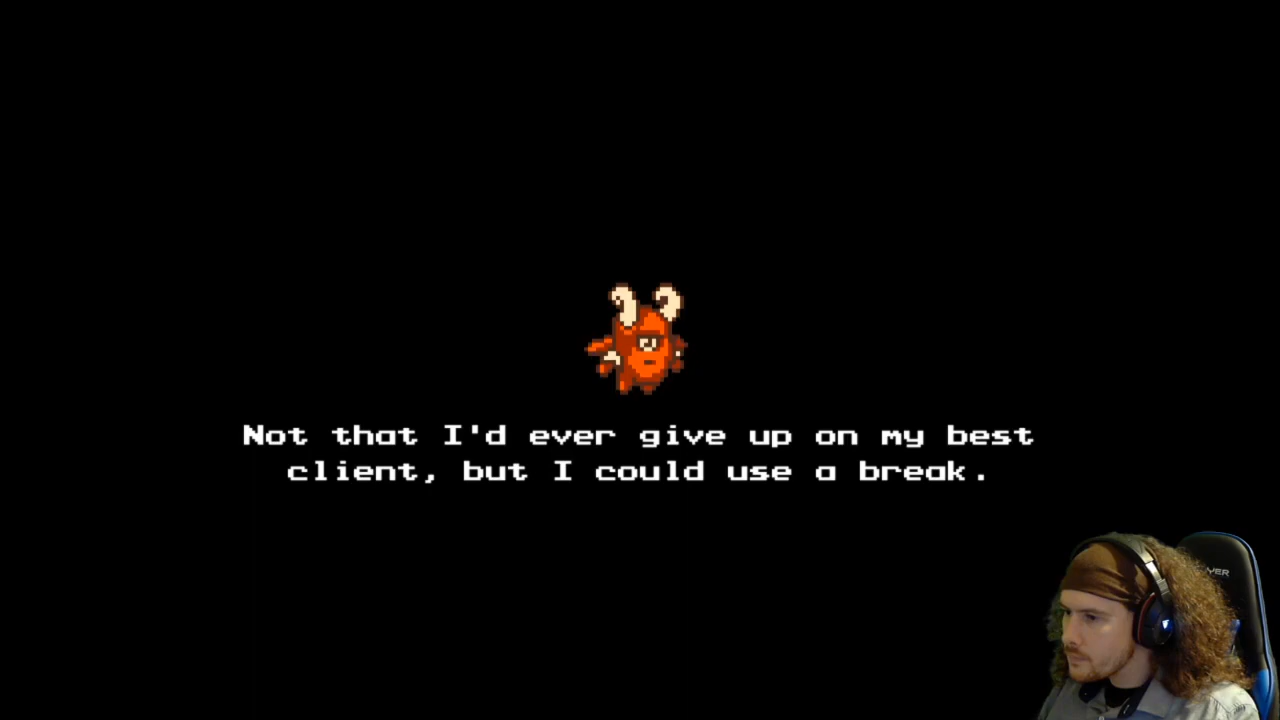 Not that I'd ever give up on my best
client, but I could use a break.